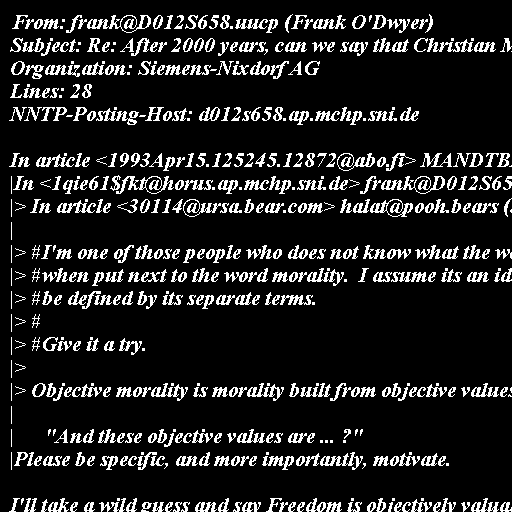 From: frank@D012S658.uucp (Frank O'Dwyer)
Subject: Re: After 2000 years, can we say that Christian
Organization: Siemens-Nixdorf AG
Lines: 28
NNTP-Posting-Host: d012s658.ap.mchp.sni.de
In article <1993Apr15.125245.12872@abo.fi>
|In <1qie61$fkt@horus.ap.mchp.sni.de> frank@D012S65
|> In article <30114@ursa.bear.com> halat@pooh.bears
|
|> #I'm one of those people who does not know what the
|> #when put next to the word morality.  I assume its an
|> #be defined by its separate terms.
|> #
|> #Give it a try.
|>
|> Objective morality is morality built from objective values
|
|      "And these objective values are ... ?"
|Please be specific, and more importantly, motivate.
I'll take a wild guess and say Freedom is objectively